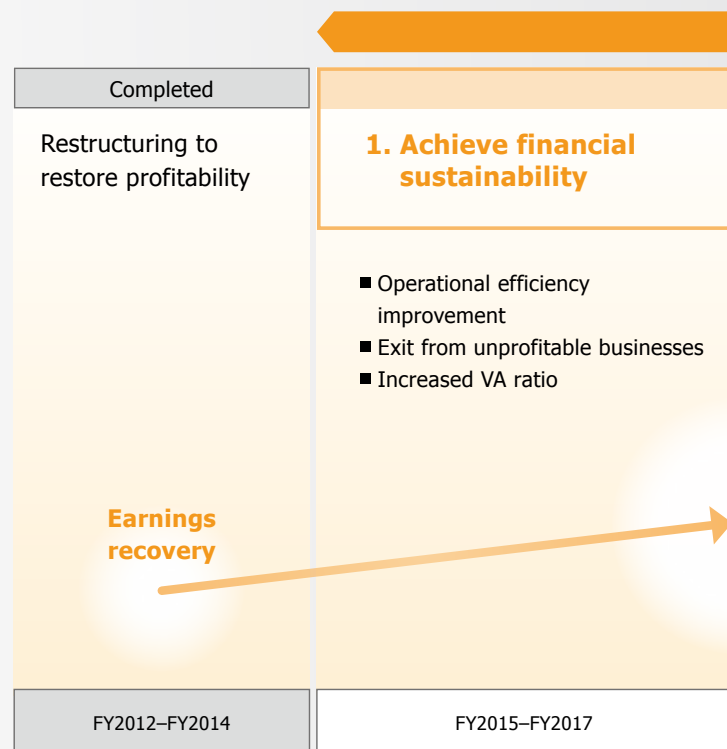 Completed
Restructuring to
restore profitability
1. Achieve financial
sustainability
■ Operational efficiency
improvement
■ Exit from unprofitable businesses
■ Increased VA ratio
Earnings
recovery
FY2012–FY2014
FY2015–FY2017